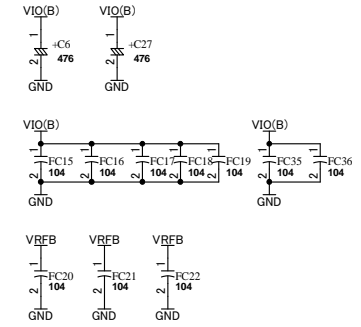 VIO(B) VIO(B)
1 1
+C6 +C27
2 476 2 476
GND GND
VIO(B) VIO(B)
1 1 1 1 1 1 1
FC15 FC16 FC17 FC18 FC19 FC35 FC36
2 104 2 104 2 104 2 104 2 104 2 104 2 104
GND GND
VRFB VRFB VRFB
1 1 1
FC20 FC21 FC22
2 104 2 104 2 104
GND GND GND